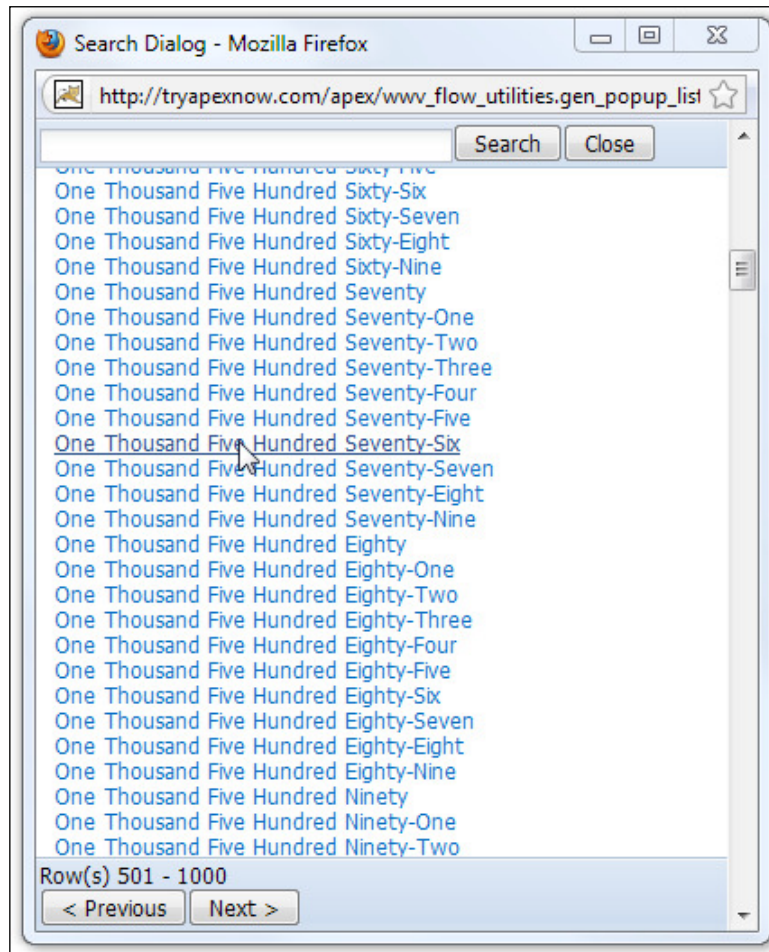 Search Dialog - Mozilla Firefox
http://tryapexnow.com/apex/wwv_flow_utilities.gen_popup_list
Search Close
One Thousand Five Hundred Sixty-Five
One Thousand Five Hundred Sixty-Six
One Thousand Five Hundred Sixty-Seven
One Thousand Five Hundred Sixty-Eight
One Thousand Five Hundred Sixty-Nine
One Thousand Five Hundred Seventy
One Thousand Five Hundred Seventy-One
One Thousand Five Hundred Seventy-Two
One Thousand Five Hundred Seventy-Three
One Thousand Five Hundred Seventy-Four
One Thousand Five Hundred Seventy-Five
One Thousand Five Hundred Seventy-Six
One Thousand Five Hundred Seventy-Seven
One Thousand Five Hundred Seventy-Eight
One Thousand Five Hundred Seventy-Nine
One Thousand Five Hundred Eighty
One Thousand Five Hundred Eighty-One
One Thousand Five Hundred Eighty-Two
One Thousand Five Hundred Eighty-Three
One Thousand Five Hundred Eighty-Four
One Thousand Five Hundred Eighty-Five
One Thousand Five Hundred Eighty-Six
One Thousand Five Hundred Eighty-Seven
One Thousand Five Hundred Eighty-Eight
One Thousand Five Hundred Eighty-Nine
One Thousand Five Hundred Ninety
One Thousand Five Hundred Ninety-One
One Thousand Five Hundred Ninety-Two
Row(s) 501 - 1000
< Previous Next >